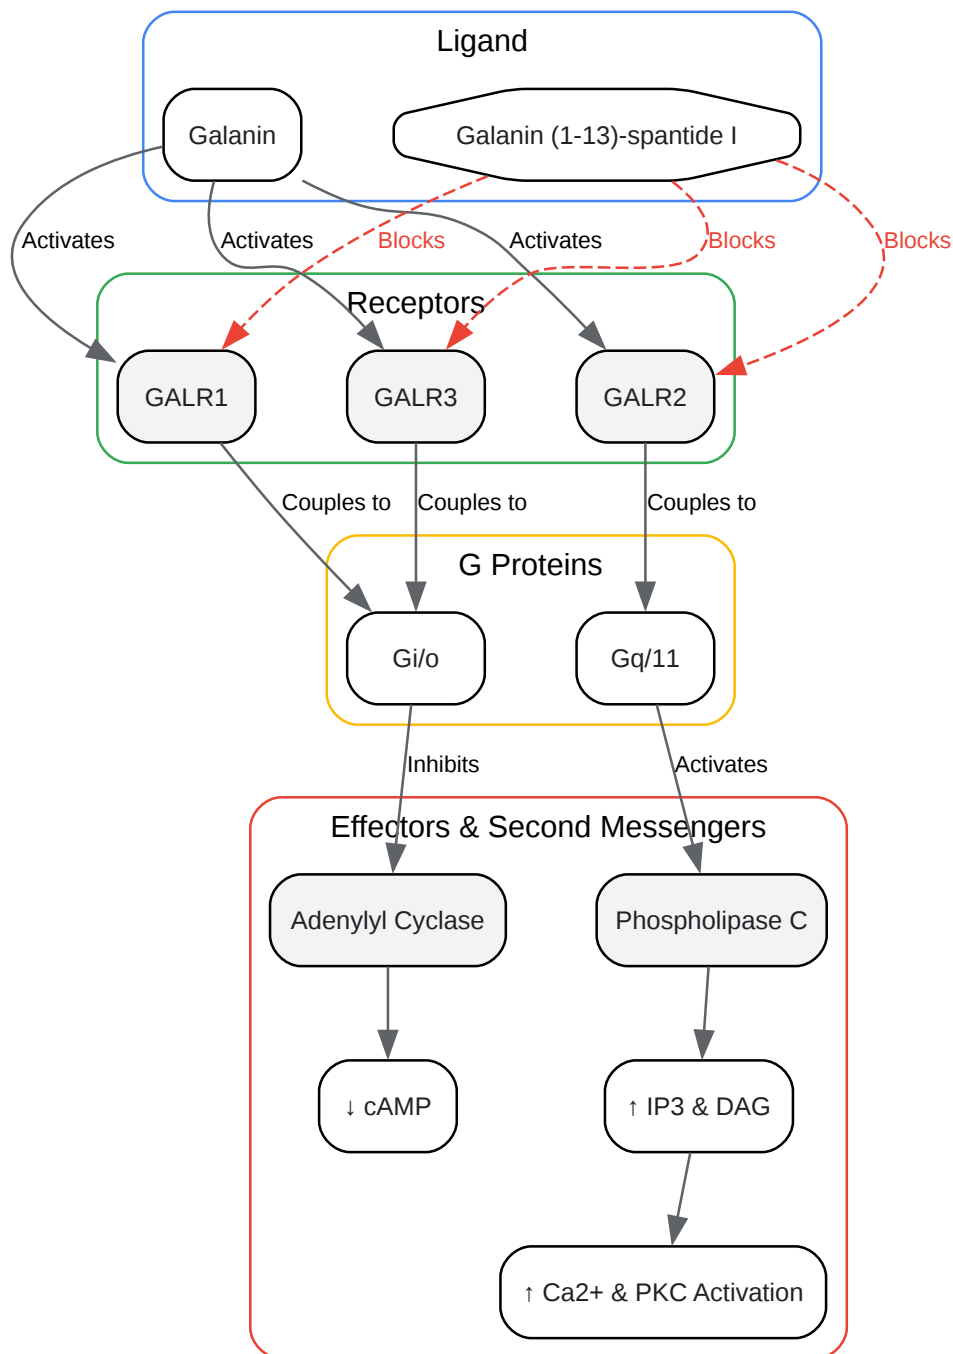 Ligand
Galanin
Galanin (1-13)-spantide I
Activates
Activates
Blocks
Activates
Blocks
Blocks
Receptors
GALR1
GALR3
GALR2
Couples to
Couples to
Couples to
G Proteins
Gi/o
Gq/11
Inhibits
Activates
Effectors & Second Messengers
Adenylyl Cyclase
Phospholipase C
↓ cAMP
↑ IP3 & DAG
↑ Ca2+ & PKC Activation